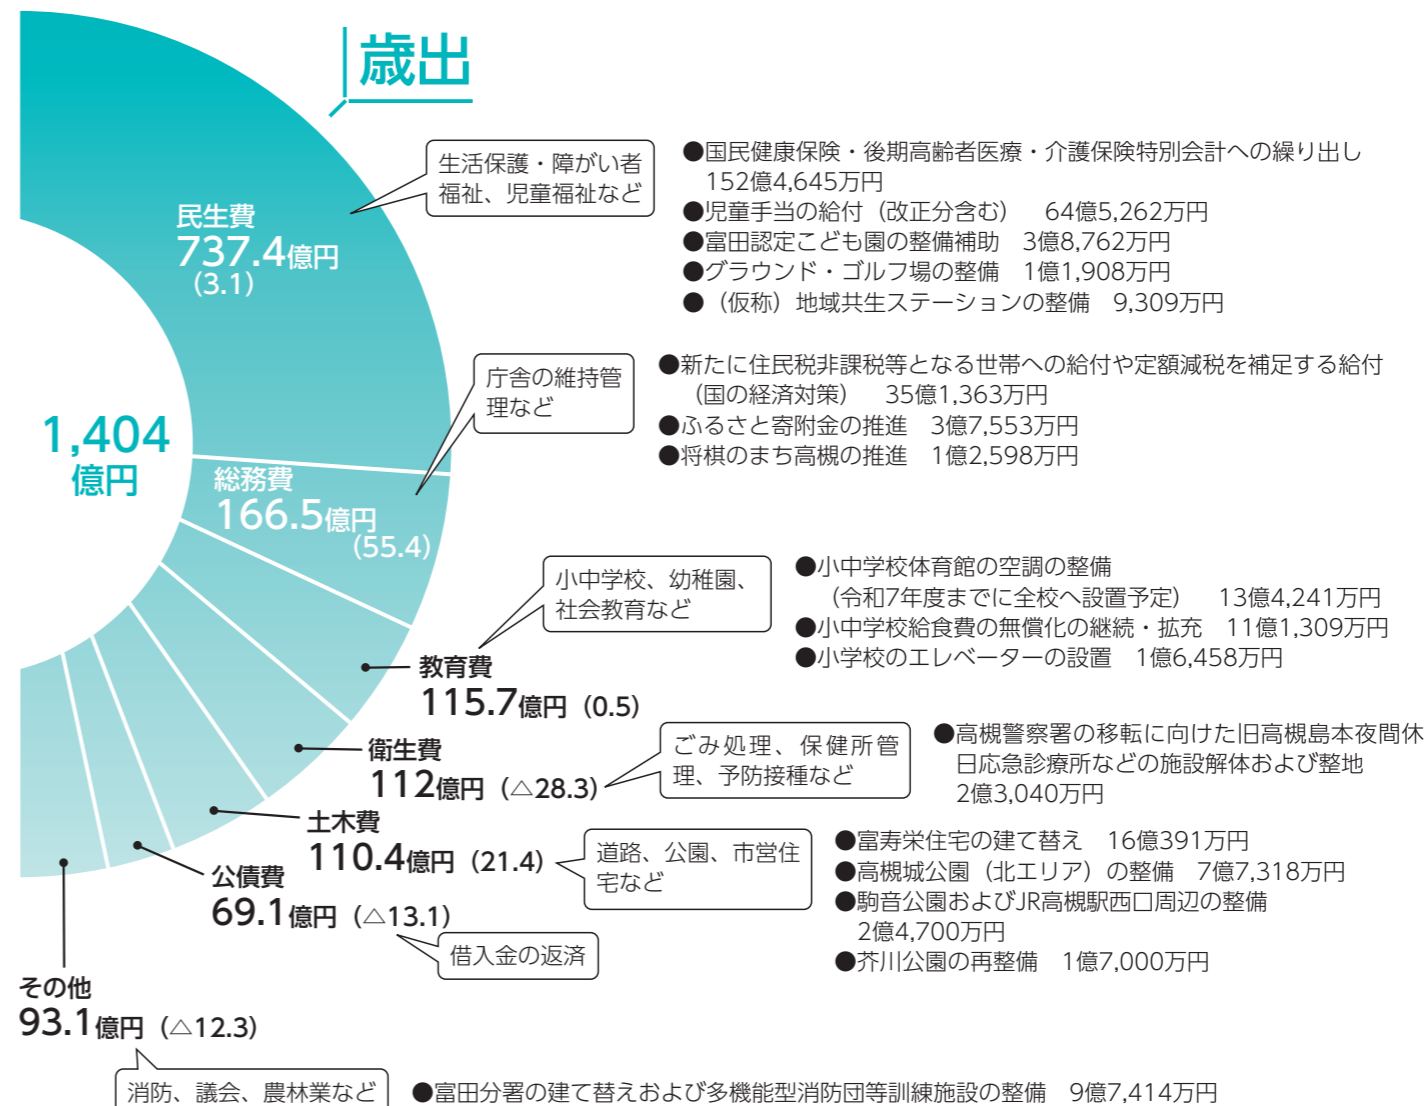 歳出
1,404
億円
民生費
737.4億円
(3.1)
生活保護・障がい者
福祉、児童福祉など
●国民健康保険・後期高齢者医療・介護保険特別会計への繰り出し
152億4,645万円
●児童手当の給付（改正分含む）　64億5,262万円
●富田認定こども園の整備補助　3億8,762万円
●グラウンド・ゴルフ場の整備　1億1,908万円
●（仮称）地域共生ステーションの整備　9,309万円
総務費
166.5億円
(55.4)
庁舎の維持管
理など
●新たに住民税非課税等となる世帯への給付や定額減税を補足する給付
（国の経済対策）　35億1,363万円
●ふるさと寄附金の推進　3億7,553万円
●将棋のまち高槻の推進　1億2,598万円
教育費
115.7億円（0.5）
小中学校、幼稚園、
社会教育など
●小中学校体育館の空調の整備
（令和7年度までに全校へ設置予定）　13億4,241万円
●小中学校給食費の無償化の継続・拡充　11億1,309万円
●小学校のエレベーターの設置　1億6,458万円
衛生費
112億円（△28.3）
ごみ処理、保健所管
理、予防接種など
●高槻警察署の移転に向けた旧高槻島本夜間休
日応急診療所などの施設解体および整地
2億3,040万円
土木費
110.4億円（21.4）
道路、公園、市営住
宅など
●富寿栄住宅の建て替え　16億391万円
●高槻城公園（北エリア）の整備　7億7,318万円
●駒音公園およびJR高槻駅西口周辺の整備
2億4,700万円
●芥川公園の再整備　1億7,000万円
公債費
69.1億円（△13.1）
借入金の返済
その他
93.1億円（△12.3）
消防、議会、農林業など
●富田分署の建て替えおよび多機能型消防団等訓練施設の整備　9億7,414万円